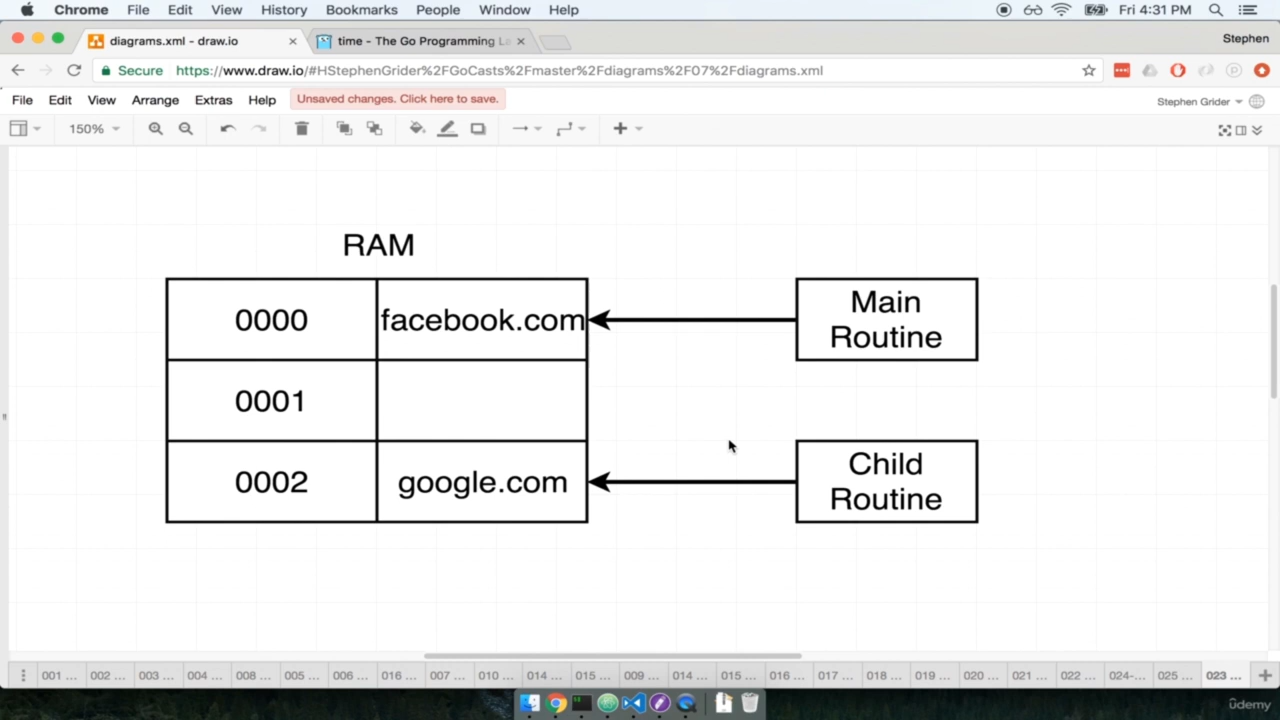 Chrome File Edit View History Bookmarks People Window Help Fri 4:31 PM
diagrams.xml - draw.io time - The Go Programming La Stephen
Secure https://www.draw.io/#HStephenGrider%2FGoCasts%2Fmaster%2Fdiagrams%2F07%2Fdiagrams.xml
File Edit View Arrange Extras Help Unsaved changes. Click here to save. Stephen Grider
150%
RAM
0000 facebook.com Main
Routine
0001
0002 google.com Child
Routine
001 ... 002 ... 003 ... 004 ... 008 ... 005 ... 006 ... 016 ... 007 ... 010 ... 014 ... 015 ... 009 ... 014 ... 015 ... 016 ... 017 ... 018 ... 019 ... 020 ... 021 ... 022 ... 024-... 025 ... 023 ...
ûdemy